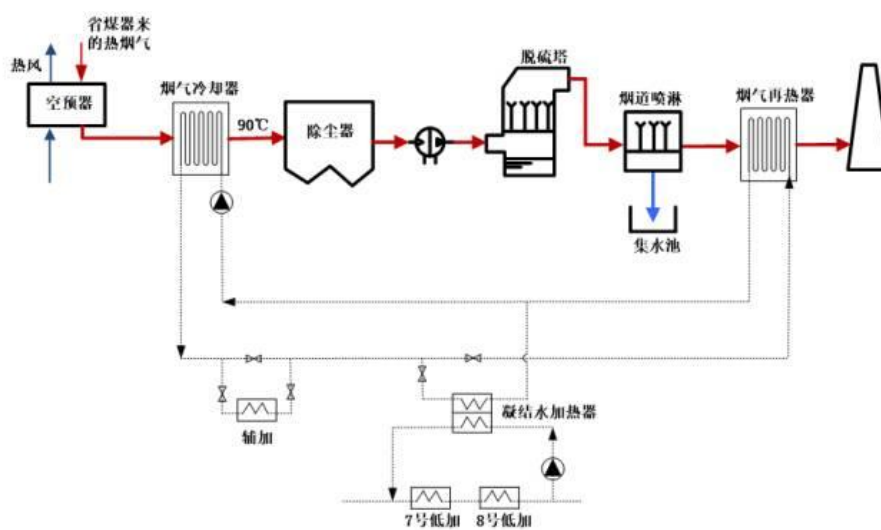 省煤器来
的热烟气
热风
空预器
烟气冷却器
90℃
除尘器
脱硫塔
烟道喷淋
集水池
烟气再热器
辅加
凝结水加热器
7号低加
8号低加